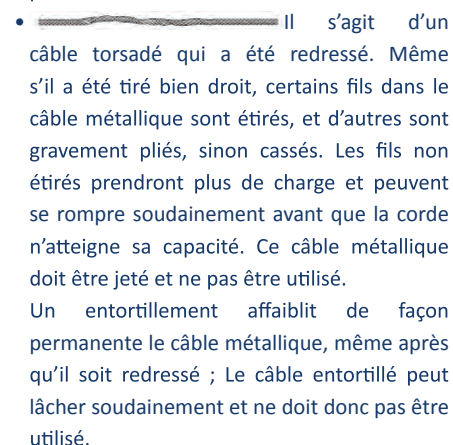 • Il s’agit d’un
câble torsadé qui a été redressé. Même
s’il a été tiré bien droit, certains fils dans le
câble métallique sont étirés, et d’autres sont
gravement pliés, sinon cassés. Les fils non
étirés prendront plus de charge et peuvent
se rompre soudainement avant que la corde
n’atteigne sa capacité. Ce câble métallique
doit être jeté et ne pas être utilisé.
Un entortillement affaiblit de façon
permanente le câble métallique, même après
qu’il soit redressé ; Le câble entortillé peut
lâcher soudainement et ne doit donc pas être
utilisé.